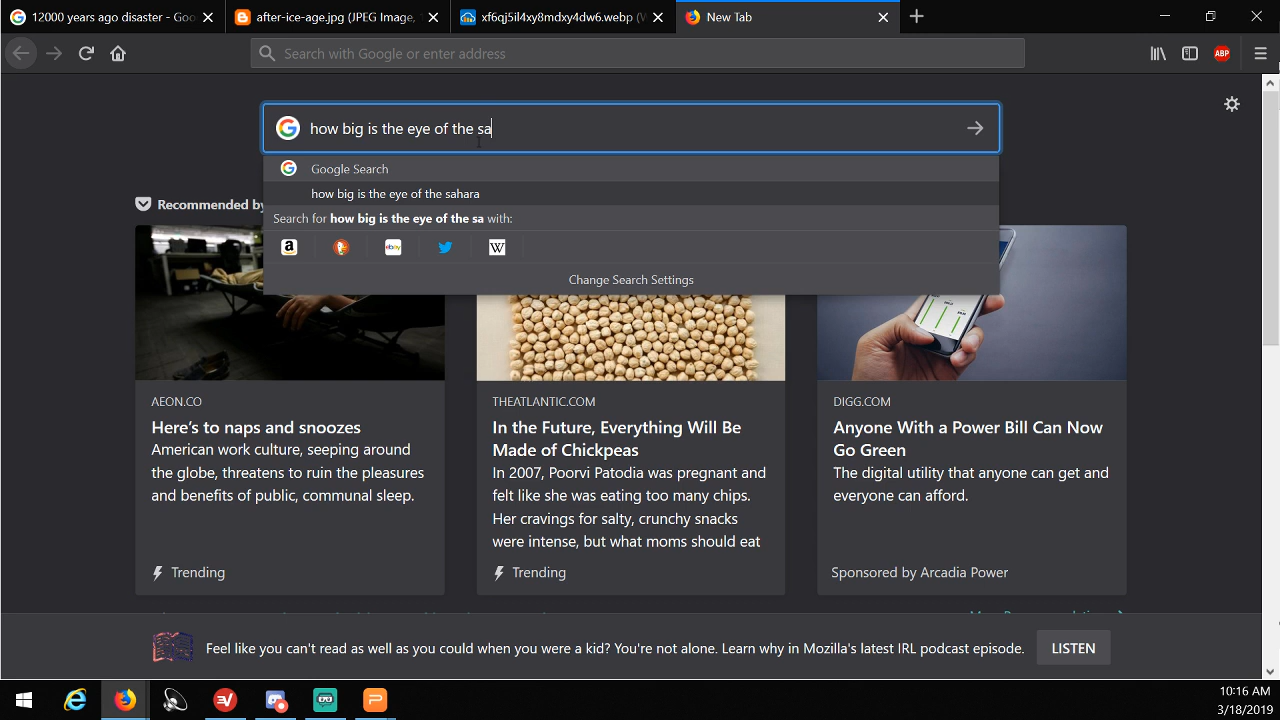 12000 years ago disaster - Goo
after-ice-age.jpg (JPEG Image,
xf6qj5il4xy8mdxy4dw6.webp (W
New Tab
Search with Google or enter address
ABP
how big is the eye of the sa
Google Search
how big is the eye of the sahara
Search for how big is the eye of the sa with:
a
ebay
W
Change Search Settings
Recommended by
AEON.CO
Here's to naps and snoozes
American work culture, seeping around
the globe, threatens to ruin the pleasures
and benefits of public, communal sleep.
Trending
THEATLANTIC.COM
In the Future, Everything Will Be
Made of Chickpeas
In 2007, Poorvi Patodia was pregnant and
felt like she was eating too many chips.
Her cravings for salty, crunchy snacks
were intense, but what moms should eat
Trending
DIGG.COM
Anyone With a Power Bill Can Now
Go Green
The digital utility that anyone can get and
everyone can afford.
Sponsored by Arcadia Power
Feel like you can't read as well as you could when you were a kid? You're not alone. Learn why in Mozilla's latest IRL podcast episode.
LISTEN
10:16 AM
3/18/2019